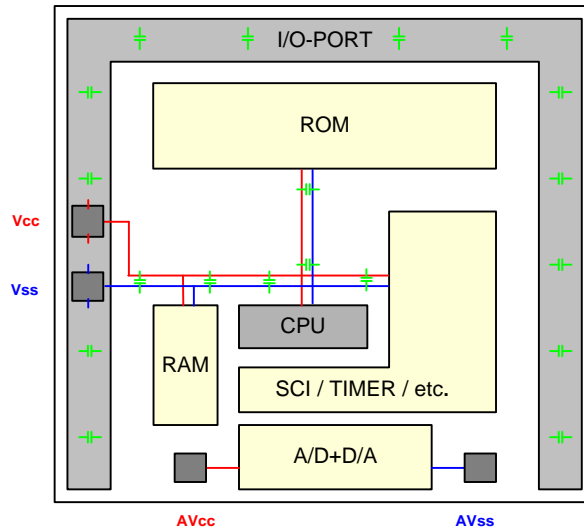 I/O-PORT
ROM
Vcc
Vss
CPU
RAM
SCI / TIMER / etc.
A/D+D/A
AVcc
AVss